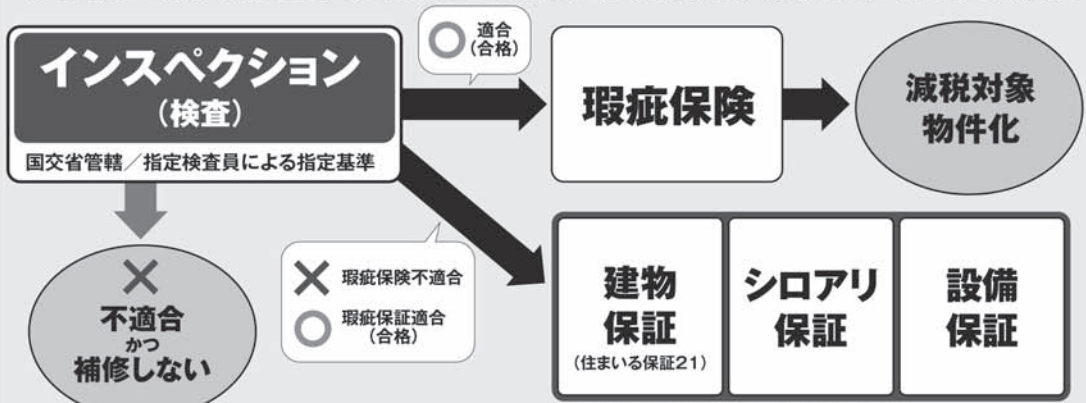 インスペクション
(検査)
国交省管轄/指定検査員による指定基準
適合
(合格)
瑕疵保険
減税対象
物件化
不適合
かつ
補修しない
瑕疵保険不適合
瑕疵保証適合
(合格)
建物
保証
(住まいる保証21)
シロアリ
保証
設備
保証